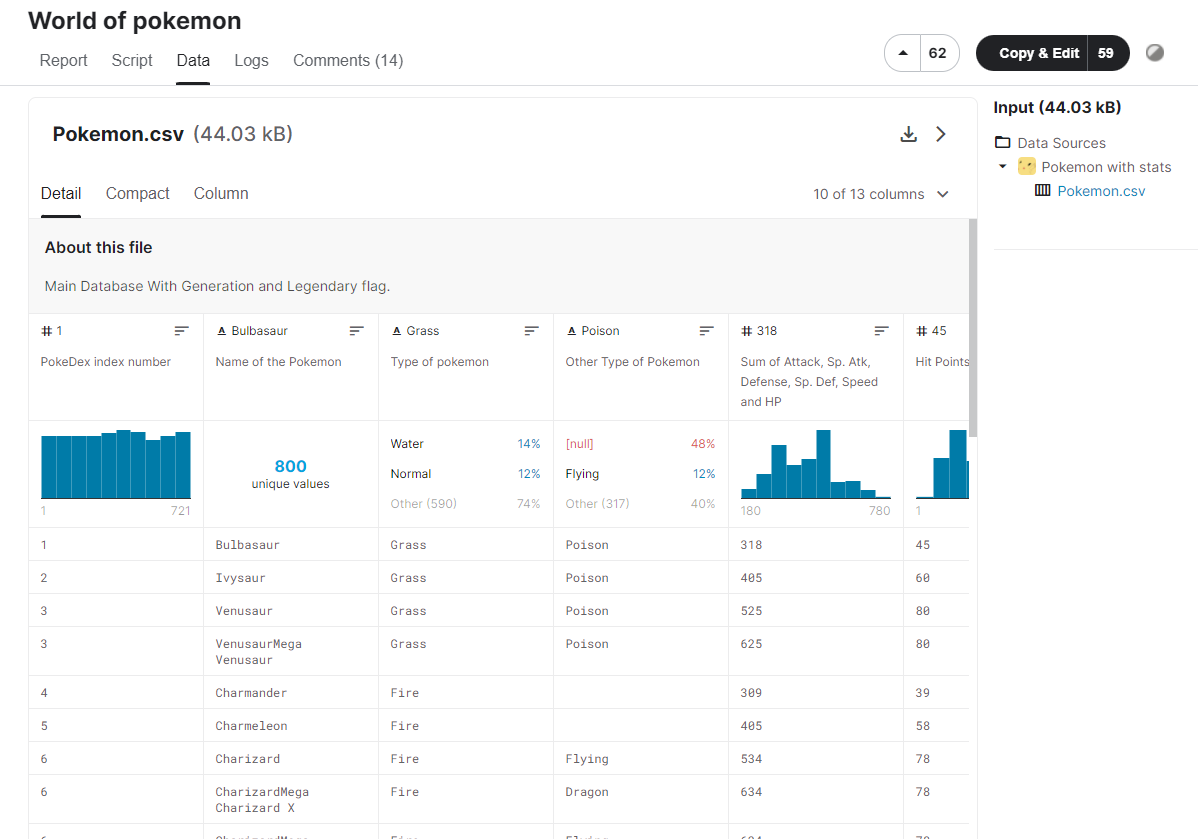 World of pokemon
Report Script Data Logs Comments (14)
62
Copy & Edit 59
Pokemon.csv (44.03 kB)
Detail Compact Column
10 of 13 columns
About this file
Main Database With Generation and Legendary flag.
# 1 A Bulbasaur A Grass A Poison # 318 # 45
PokeDex index number Name of the Pokemon Type of pokemon Other Type of Pokemon Sum of Attack, Sp. Atk, Hit Points
Defense, Sp. Def, Speed
and HP
Water 14% [null] 48%
800
unique values
Normal 12% Flying 12%
Other (590) 74% Other (317) 40%
1 721 180 780 1
1 Bulbasaur Grass Poison 318 45
2 Ivysaur Grass Poison 405 60
3 Venusaur Grass Poison 525 80
3 VenusaurMega Grass Poison 625 80
Venusaur
4 Charmander Fire 309 39
5 Charmeleon Fire 405 58
6 Charizard Fire Flying 534 78
6 CharizardMega Fire Dragon 634 78
Charizard X
Input (44.03 kB)
Data Sources
Pokemon with stats
Pokemon.csv